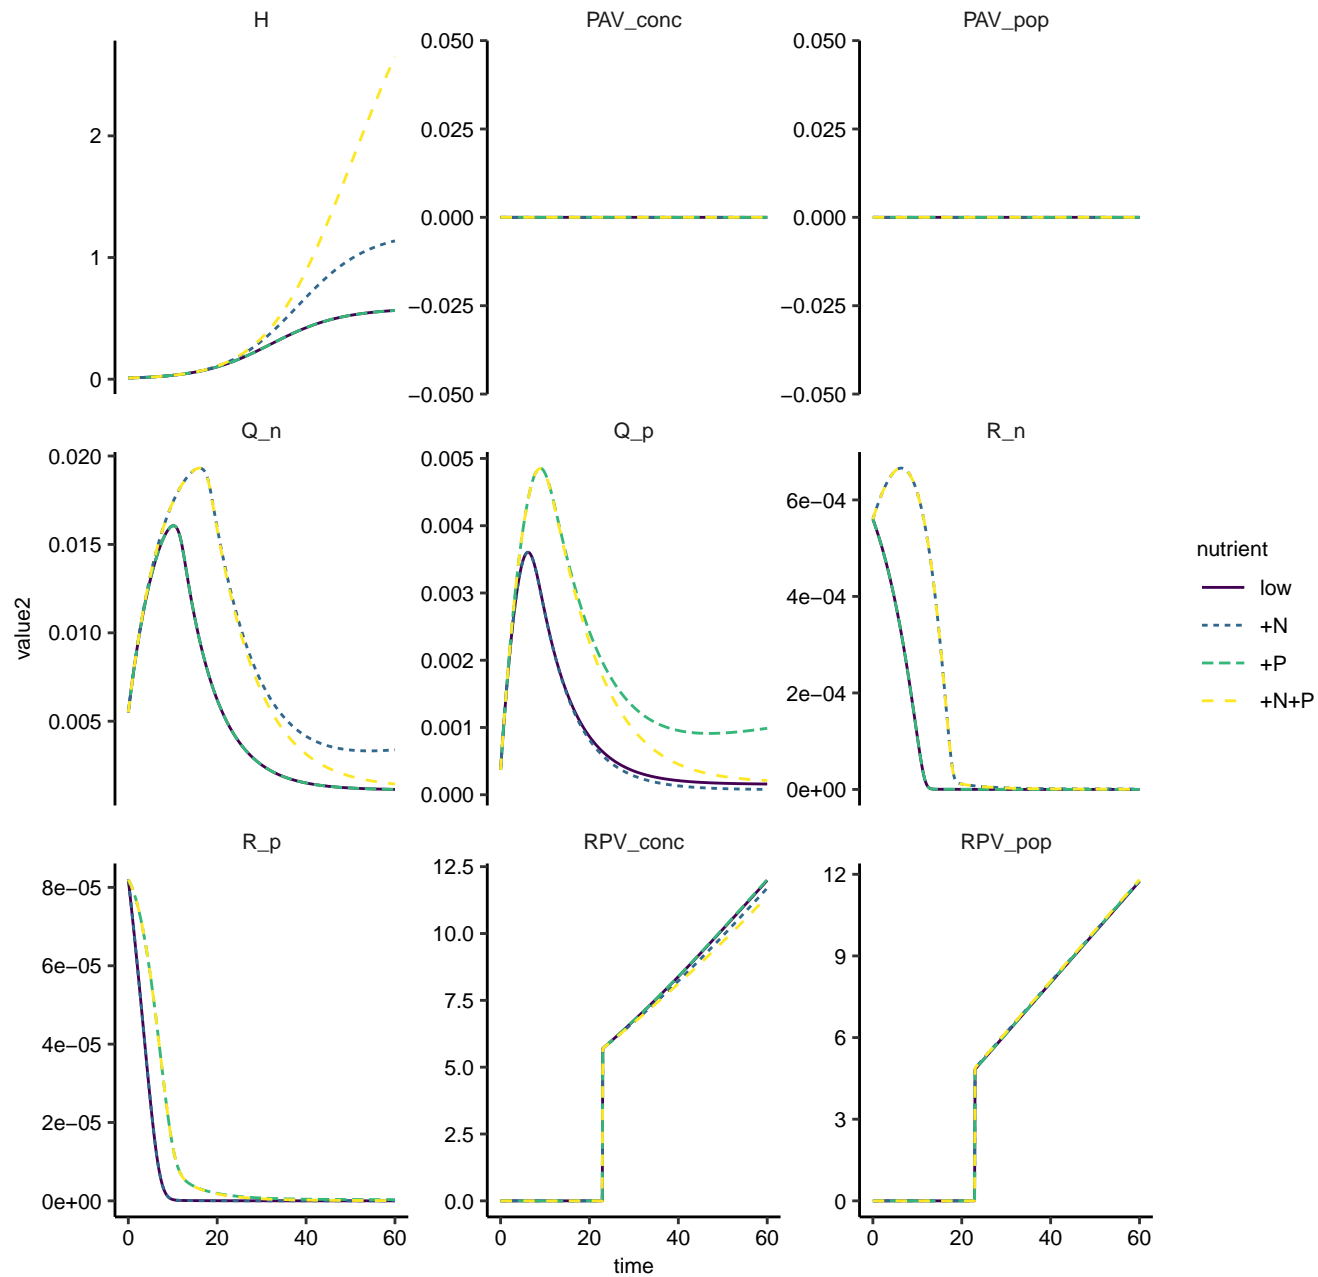 H
PAV_conc
PAV_pop
2
1
0
0.050
0.025
0.000
−0.025
−0.050
0.050
0.025
0.000
−0.025
−0.050
Q_n
Q_p
R_n
0.020
0.015
0.010
0.005
0.005
0.004
0.003
0.002
0.001
0.000
6e−04
4e−04
2e−04
0e+00
R_p
RPV_conc
RPV_pop
8e−05
6e−05
4e−05
2e−05
0e+00
12.5
10.0
7.5
5.0
2.5
0.0
12
9
6
3
0
0 20 40 60
0 20 40 60
0 20 40 60
time
value2
nutrient
low
+N
+P
+N+P